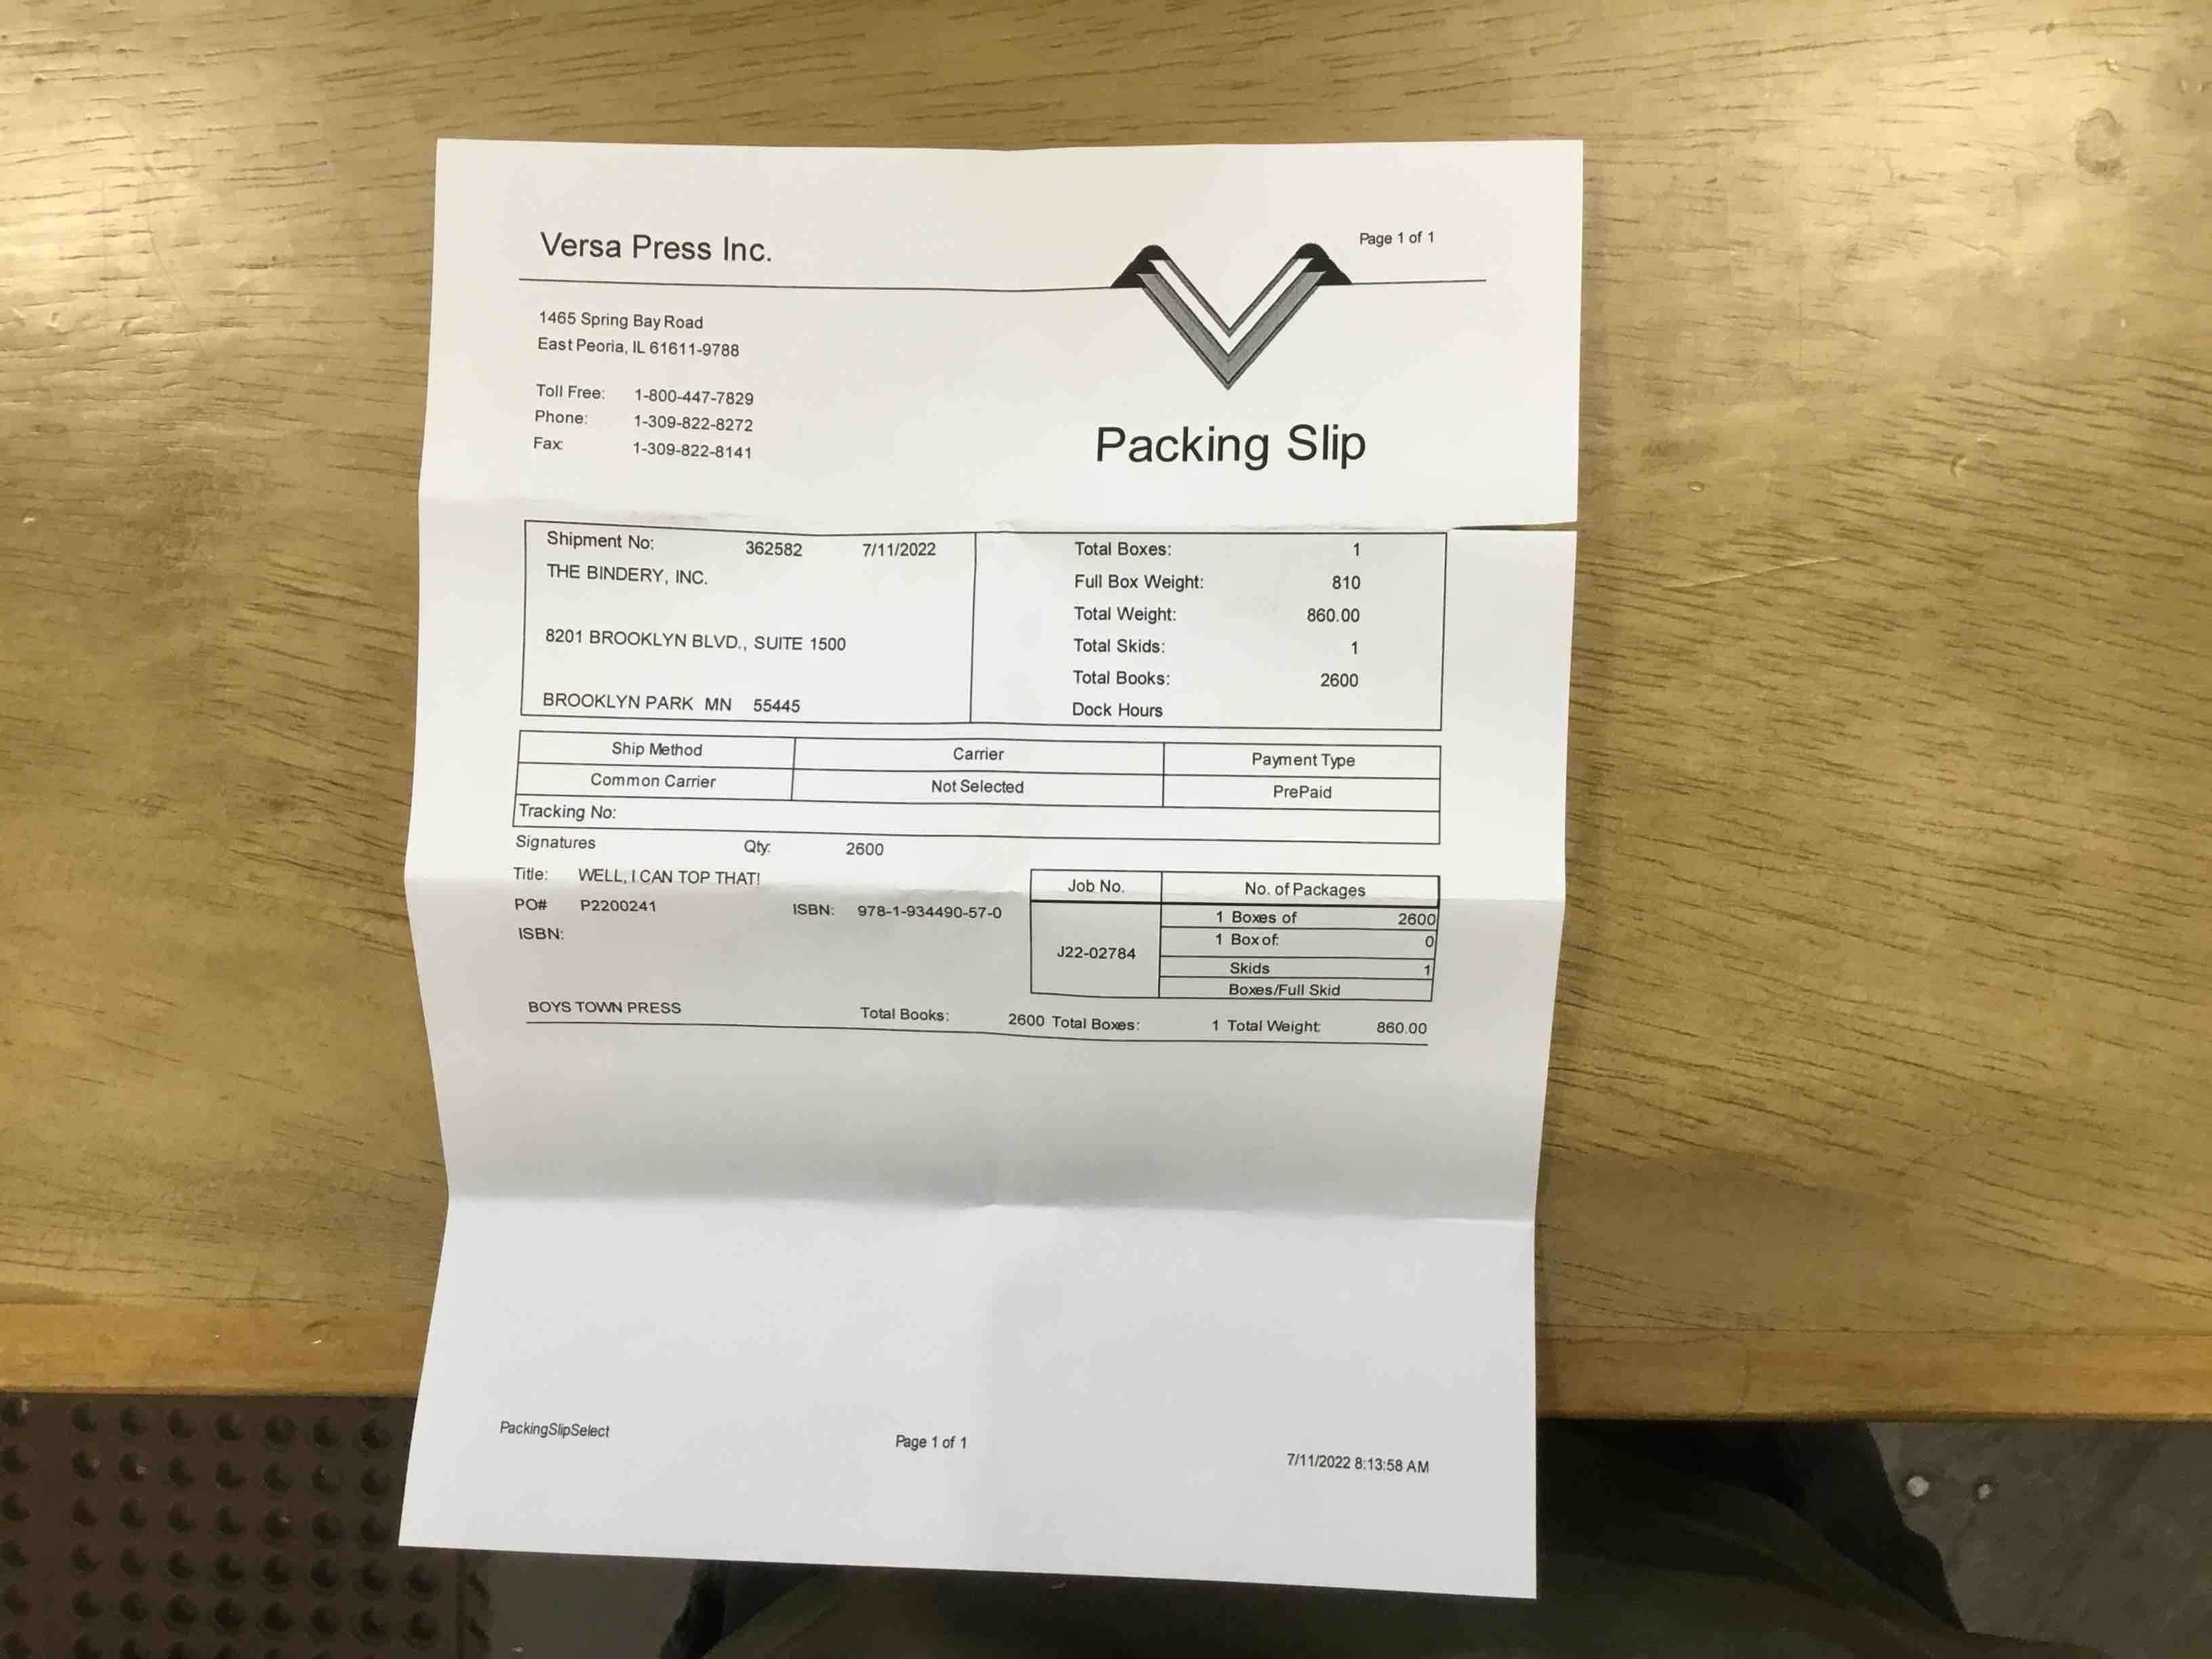 Versa Press Inc.
Page 1 of 1
1465 Spring Bay Road
East Peoria, IL 61611-9788
Toll Free: 1-800-447-7829
Phone: 1-309-822-8272
Fax: 1-309-822-8141
Packing Slip
Shipment No: 362582 7/11/2022
THE BINDERY, INC.
8201 BROOKLYN BLVD., SUITE 1500
BROOKLYN PARK MN 55445
Total Boxes: 1
Full Box Weight: 810
Total Weight: 860.00
Total Skids: 1
Total Books: 2600
Dock Hours
Ship Method Carrier Payment Type
Common Carrier Not Selected PrePaid
Tracking No:
Signatures Qty: 2600
Title: WELL, I CAN TOP THAT!
PO# P2200241 ISBN: 978-1-934490-57-0
ISBN:
Job No. No. of Packages
J22-02784
1 Boxes of 2600
1 Box of: 0
Skids 1
Boxes/Full Skid
BOYS TOWN PRESS Total Books: 2600 Total Boxes: 1 Total Weight: 860.00
PackingSlipSelect Page 1 of 1 7/11/2022 8:13:58 AM